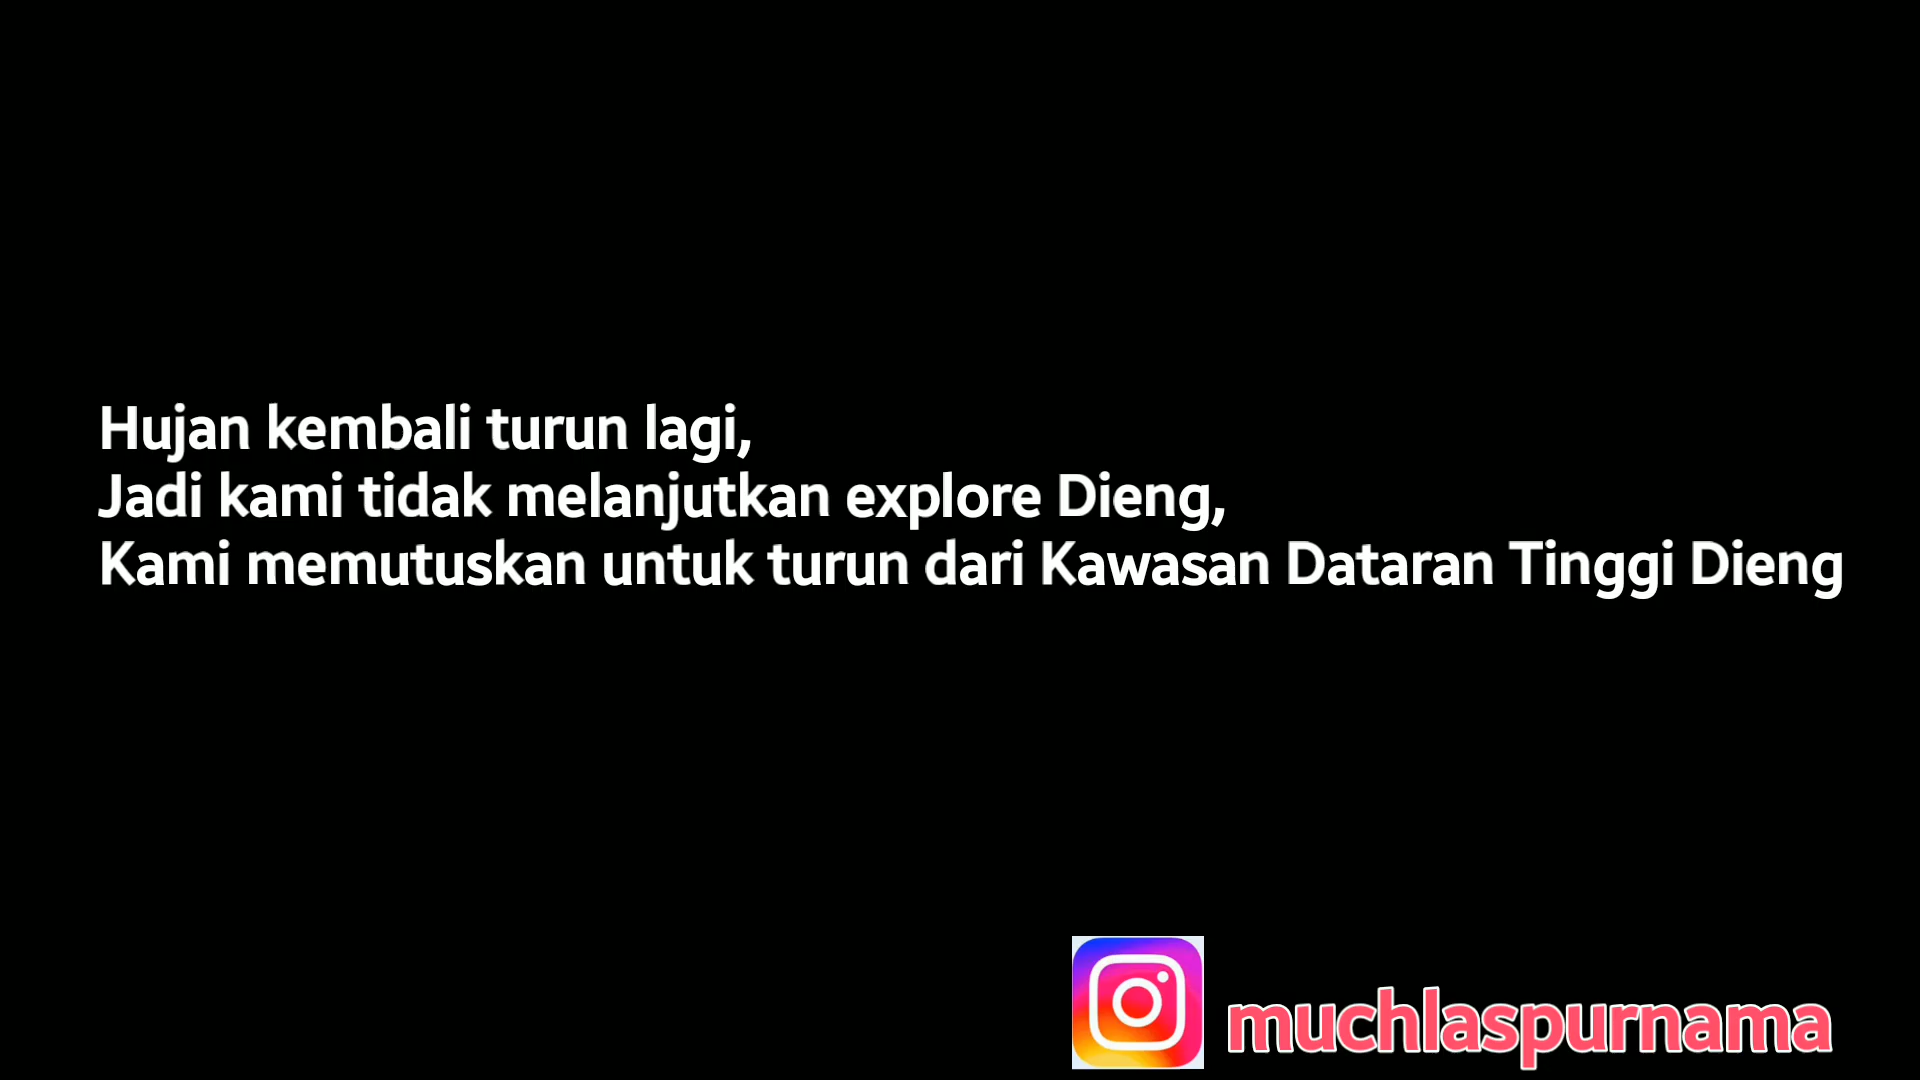 Hujan kembali turun lagi,
Jadi kami tidak melanjutkan explore Dieng,
Kami memutuskan untuk turun dari Kawasan Dataran Tinggi Dieng
muchlaspurnama